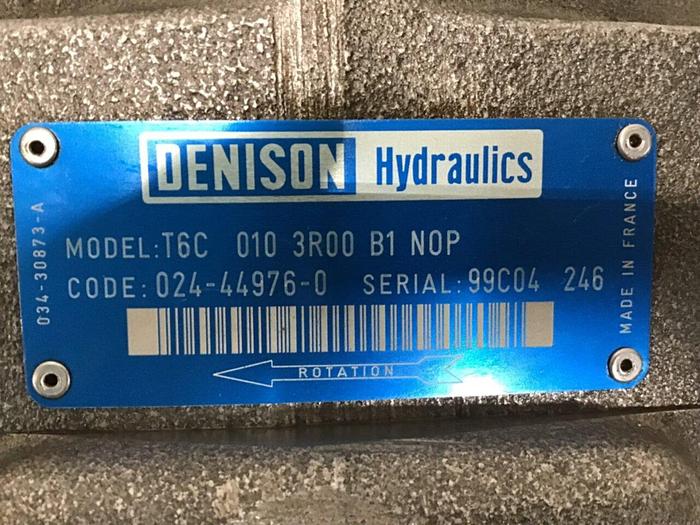 DENISON Hydraulics
MODEL: T6C 010 3R00 B1 NOP
CODE: 024-44976-0 SERIAL: 99C04 246
ROTATION
034-30873-A
MADE IN FRANCE